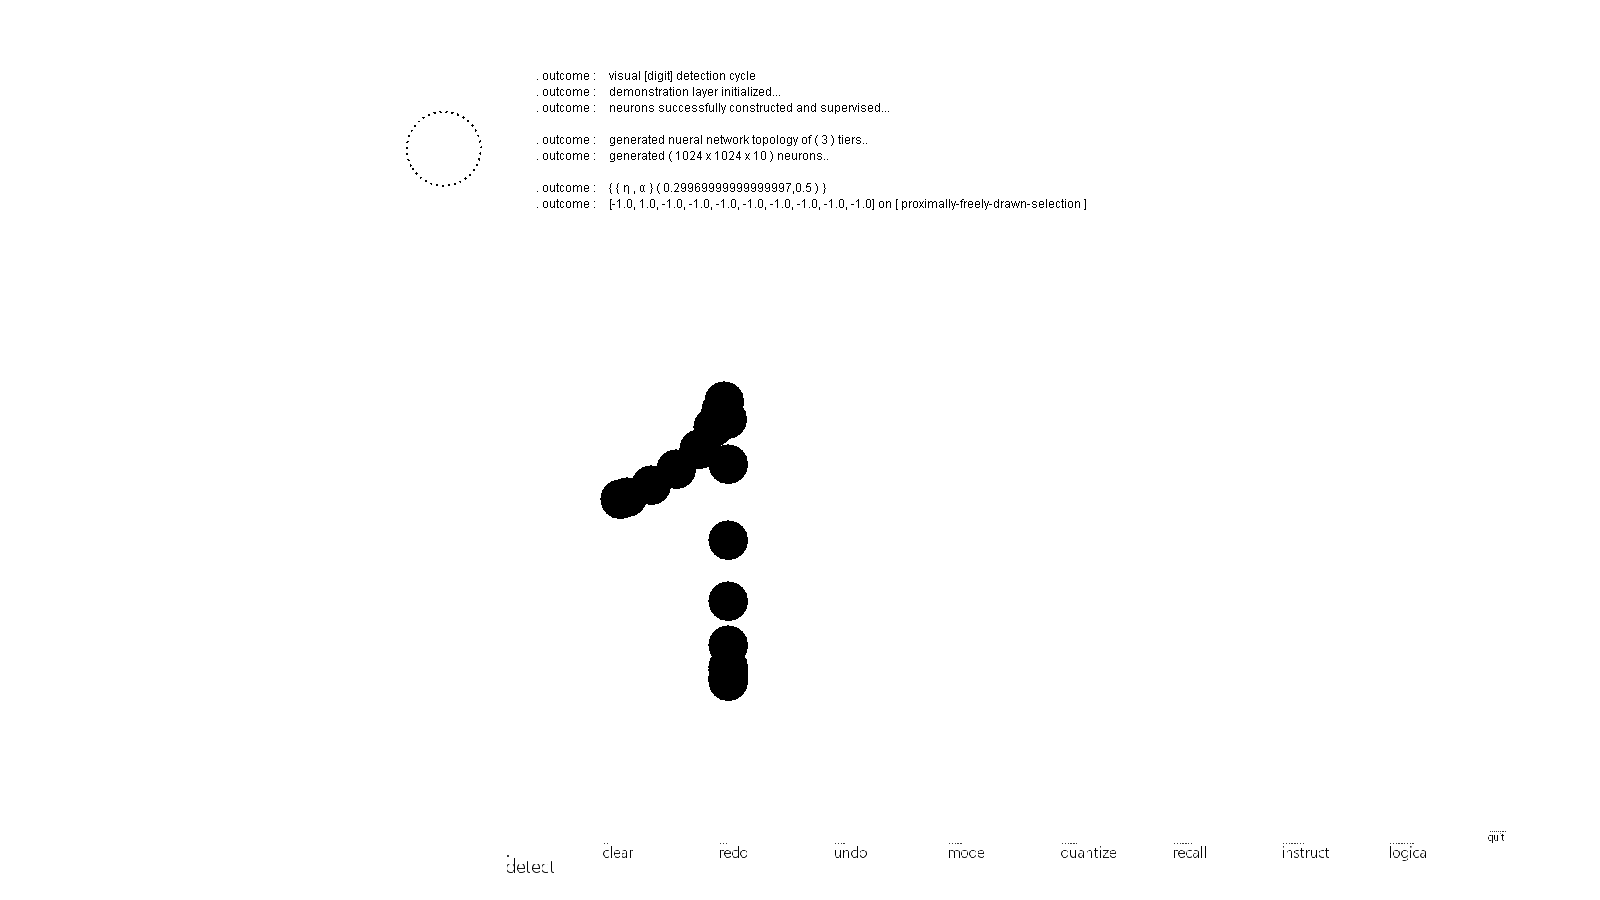 . outcome : visual [digit] detection cycle
. outcome : demonstration layer initialized...
. outcome : neurons successfully constructed and supervised...
. outcome : generated nueral network topology of ( 3 ) tiers..
. outcome : generated ( 1024 x 1024 x 10 ) neurons..
. outcome : { { η , α } ( 0.29969999999999997,0.5 ) }
. outcome : [-1.0, 1.0, -1.0, -1.0, -1.0, -1.0, -1.0, -1.0, -1.0, -1.0] on [ proximally-freely-drawn-selection ]
1
detect clear redo undo mode quantize recall instruct logica quit